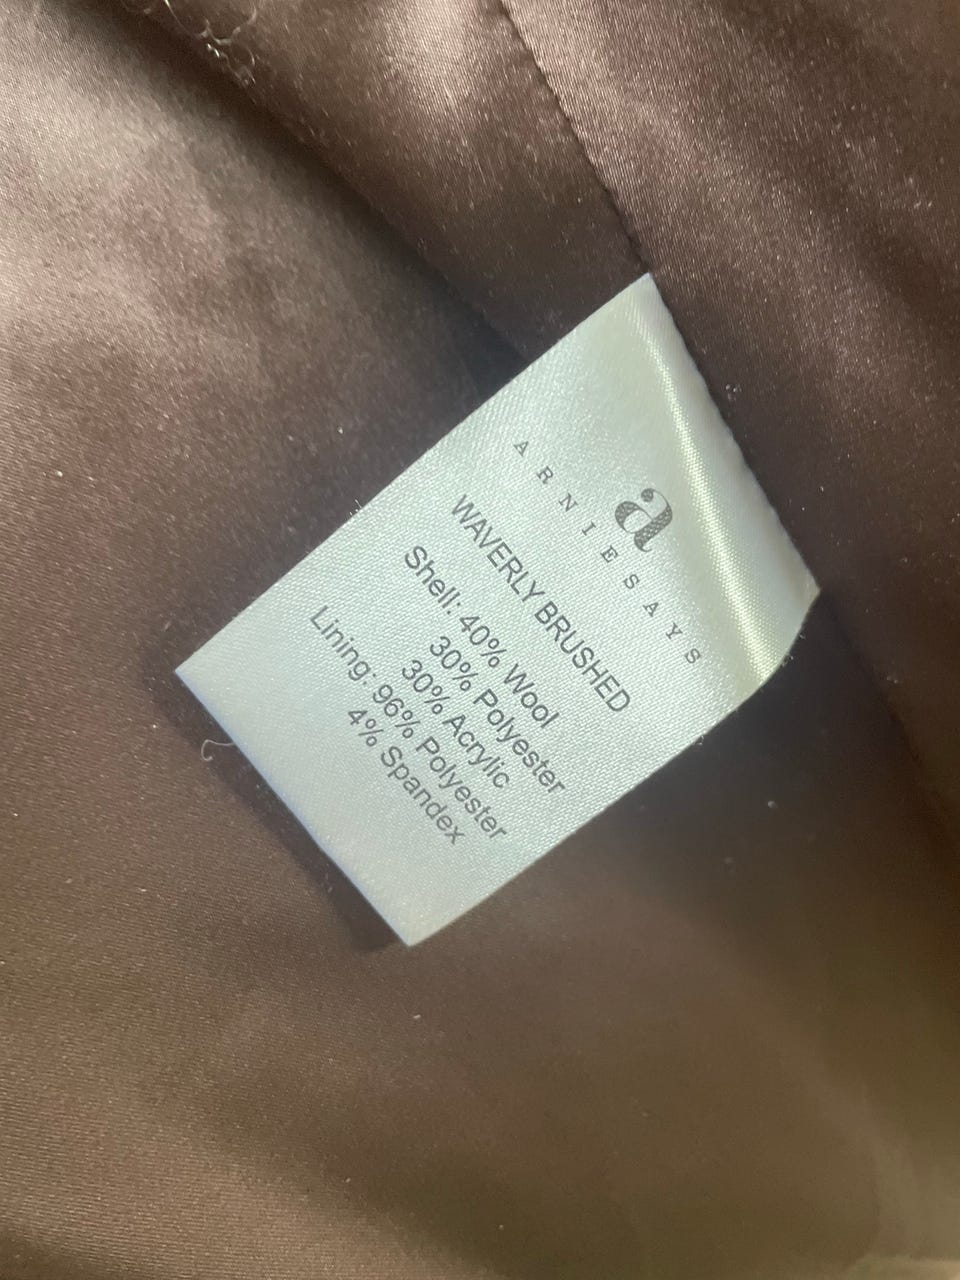 a
ARNIESAYS
WAVERLY BRUSHED
Shell: 40% Wool
30% Polyester
30% Acrylic
Lining: 96% Polyester
4% Spandex